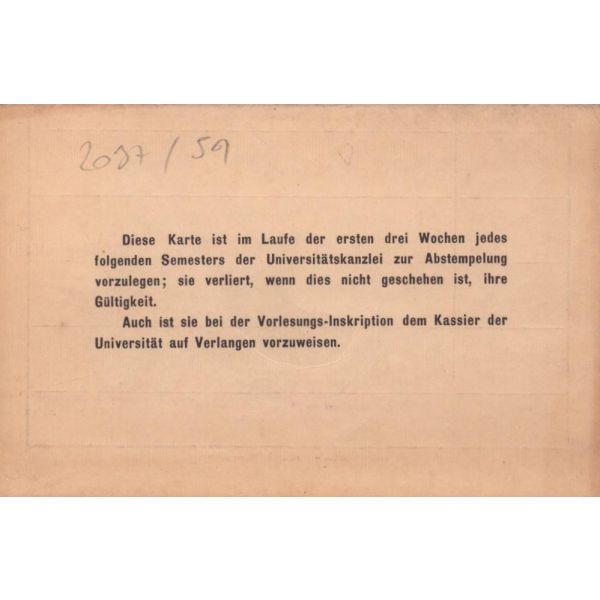 2037 / 59
Diese Karte ist im Laufe der ersten drei Wochen jedes
folgenden Semesters der Universitätskanzlei zur Abstempelung
vorzulegen; sie verliert, wenn dies nicht geschehen ist, ihre
Gültigkeit.
Auch ist sie bei der Vorlesungs-Inskription dem Kassier der
Universität auf Verlangen vorzuweisen.